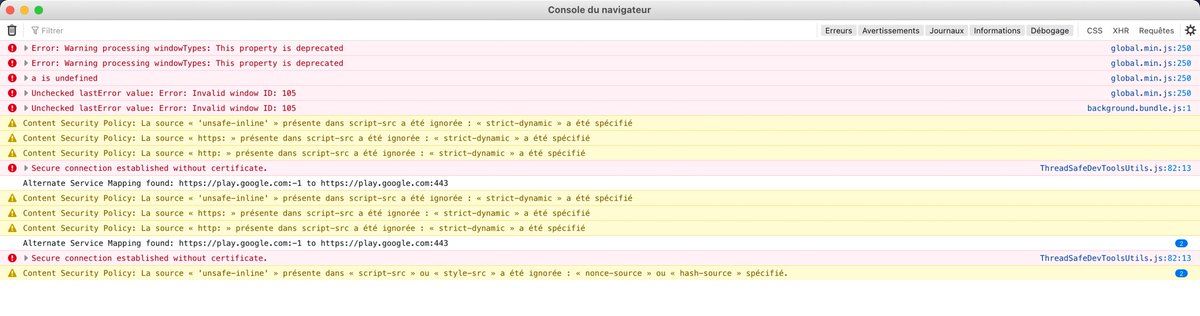 Console du navigateur
Filtrer Erreurs Avertissements Journaux Informations Débogage CSS XHR Requêtes
Error: Warning processing windowTypes: This property is deprecated global.min.js:250
Error: Warning processing windowTypes: This property is deprecated global.min.js:250
a is undefined global.min.js:250
Unchecked lastError value: Error: Invalid window ID: 105 global.min.js:250
Unchecked lastError value: Error: Invalid window ID: 105 background.bundle.js:1
Content Security Policy: La source « 'unsafe-inline' » présente dans script-src a été ignorée : « strict-dynamic » a été spécifié
Content Security Policy: La source « https: » présente dans script-src a été ignorée : « strict-dynamic » a été spécifié
Content Security Policy: La source « http: » présente dans script-src a été ignorée : « strict-dynamic » a été spécifié
Secure connection established without certificate. ThreadSafeDevToolsUtils.js:82:13
Alternate Service Mapping found: https://play.google.com:-1 to https://play.google.com:443
Content Security Policy: La source « 'unsafe-inline' » présente dans script-src a été ignorée : « strict-dynamic » a été spécifié
Content Security Policy: La source « https: » présente dans script-src a été ignorée : « strict-dynamic » a été spécifié
Content Security Policy: La source « http: » présente dans script-src a été ignorée : « strict-dynamic » a été spécifié
Alternate Service Mapping found: https://play.google.com:-1 to https://play.google.com:443 2
Secure connection established without certificate. ThreadSafeDevToolsUtils.js:82:13
Content Security Policy: La source « 'unsafe-inline' » présente dans « script-src » ou « style-src » a été ignorée : « nonce-source » ou « hash-source » spécifié. 2